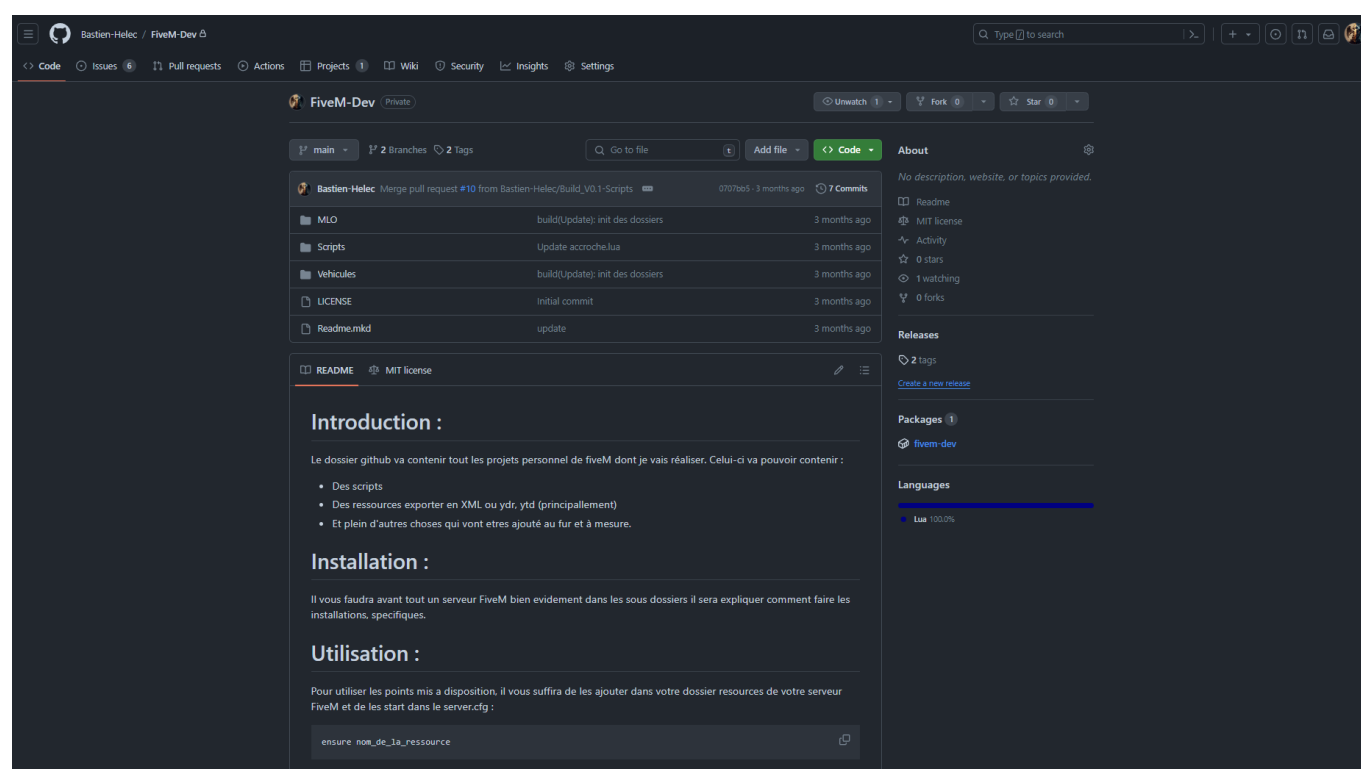 Bastien-Helec / FiveM-Dev
Type / to search
Code Issues 6 Pull requests Actions Projects 1 Wiki Security Insights Settings
FiveM-Dev Private
Unwatch 1 Fork 0 Star 0
main 2 Branches 2 Tags Go to file t Add file Code
Bastien-Helec Merge pull request #10 from Bastien-Helec/Build_V0.1-Scripts 0707bb5 · 3 months ago 7 Commits
MLO build(Update): init des dossiers 3 months ago
Scripts Update accroche.lua 3 months ago
Vehicules build(Update): init des dossiers 3 months ago
LICENSE Initial commit 3 months ago
Readme.mkd update 3 months ago
README MIT license
Introduction :
Le dossier github va contenir tout les projets personnel de fiveM dont je vais réaliser. Celui-ci va pouvoir contenir :
• Des scripts
• Des ressources exporter en XML ou ydr, ytd (principallement)
• Et plein d'autres choses qui vont etres ajouté au fur et à mesure.
Installation :
Il vous faudra avant tout un serveur FiveM bien evidement dans les sous dossiers il sera expliquer comment faire les
installations, specifiques.
Utilisation :
Pour utiliser les points mis a disposition, il vous suffira de les ajouter dans votre dossier resources de votre serveur
FiveM et de les start dans le server.cfg :
ensure nom_de_la_ressource
About
No description, website, or topics provided.
Readme
MIT license
Activity
0 stars
1 watching
0 forks
Releases
2 tags
Create a new release
Packages 1
fivem-dev
Languages
Lua 100.0%